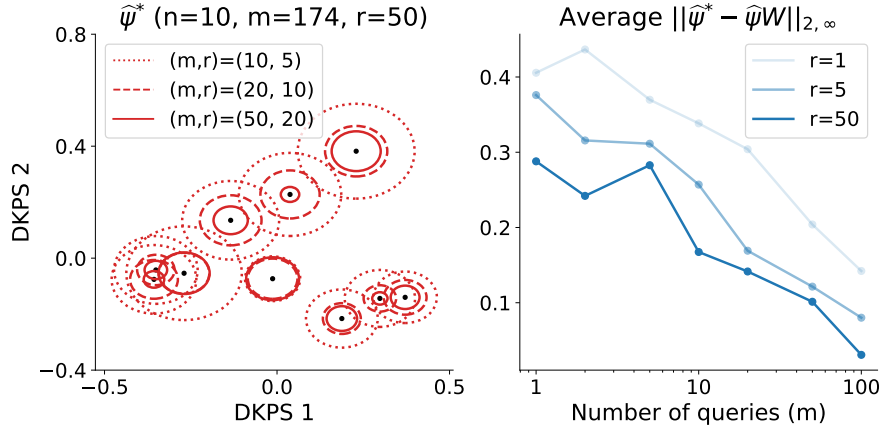 ψ̂* (n=10, m=174, r=50)
(m,r)=(10, 5)
(m,r)=(20, 10)
(m,r)=(50, 20)
0.8
0.4
0.0
−0.4
DKPS 2
−0.5
0.0
0.5
DKPS 1
Average ||ψ̂* − ψ̂W||₂,∞
r=1
r=5
r=50
0.4
0.3
0.2
0.1
1
10
100
Number of queries (m)